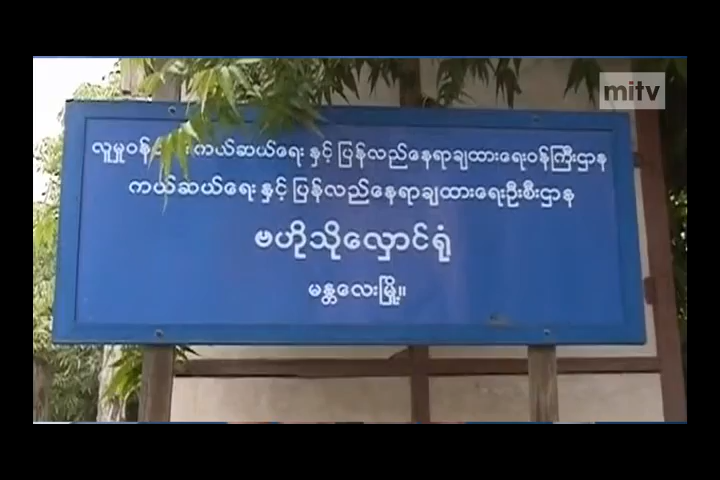 mitv
လူမှုဝန်ထမ်း ကယ်ဆယ်ရေး နှင့် ပြန်လည်နေရာချထားရေးဝန်ကြီးဌာန
ကယ်ဆယ်ရေး နှင့် ပြန်လည်နေရာချထားရေးဦးစီးဌာန
ဗဟိုသိုလှောင်ရုံ
မန္တလေးမြို့။